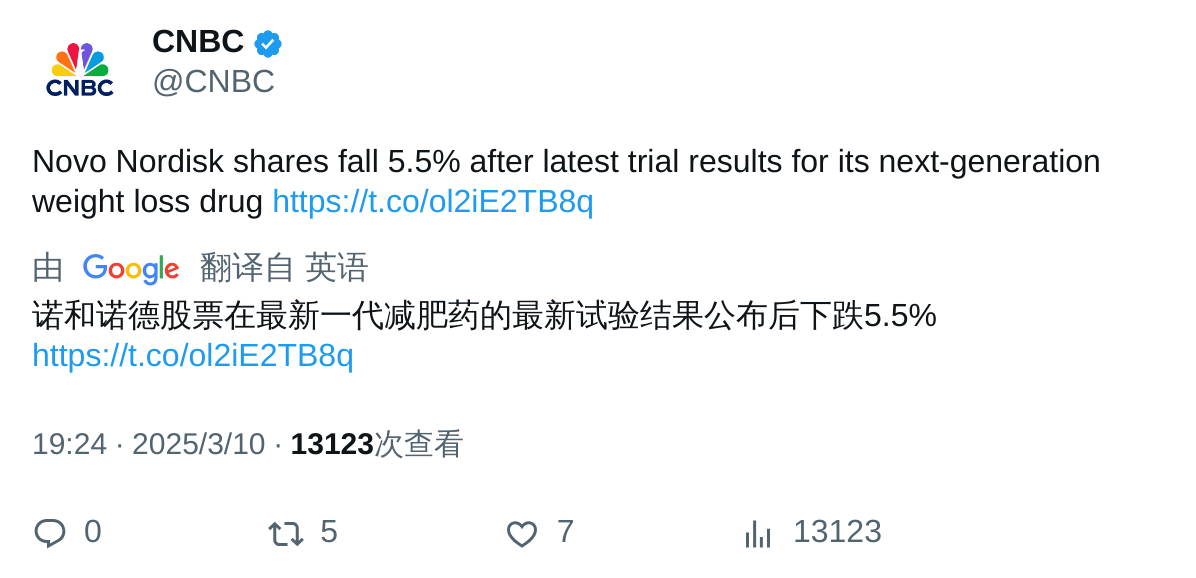 CNBC
CNBC
@CNBC
Novo Nordisk shares fall 5.5% after latest trial results for its next-generation
weight loss drug https://t.co/ol2iE2TB8q
由 Google 翻译自 英语
诺和诺德股票在最新一代减肥药的最新试验结果公布后下跌5.5%
https://t.co/ol2iE2TB8q
19:24 · 2025/3/10 · 13123次查看
0 5 7 13123